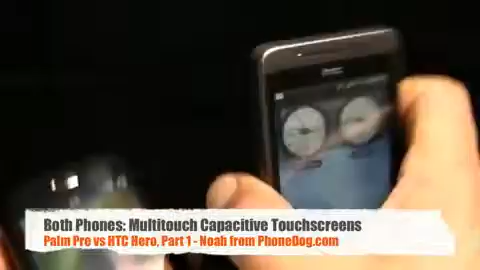 Both Phones: Multitouch Capacitive Touchscreens
Palm Pre vs HTC Hero, Part 1 - Noah from PhoneDog.com